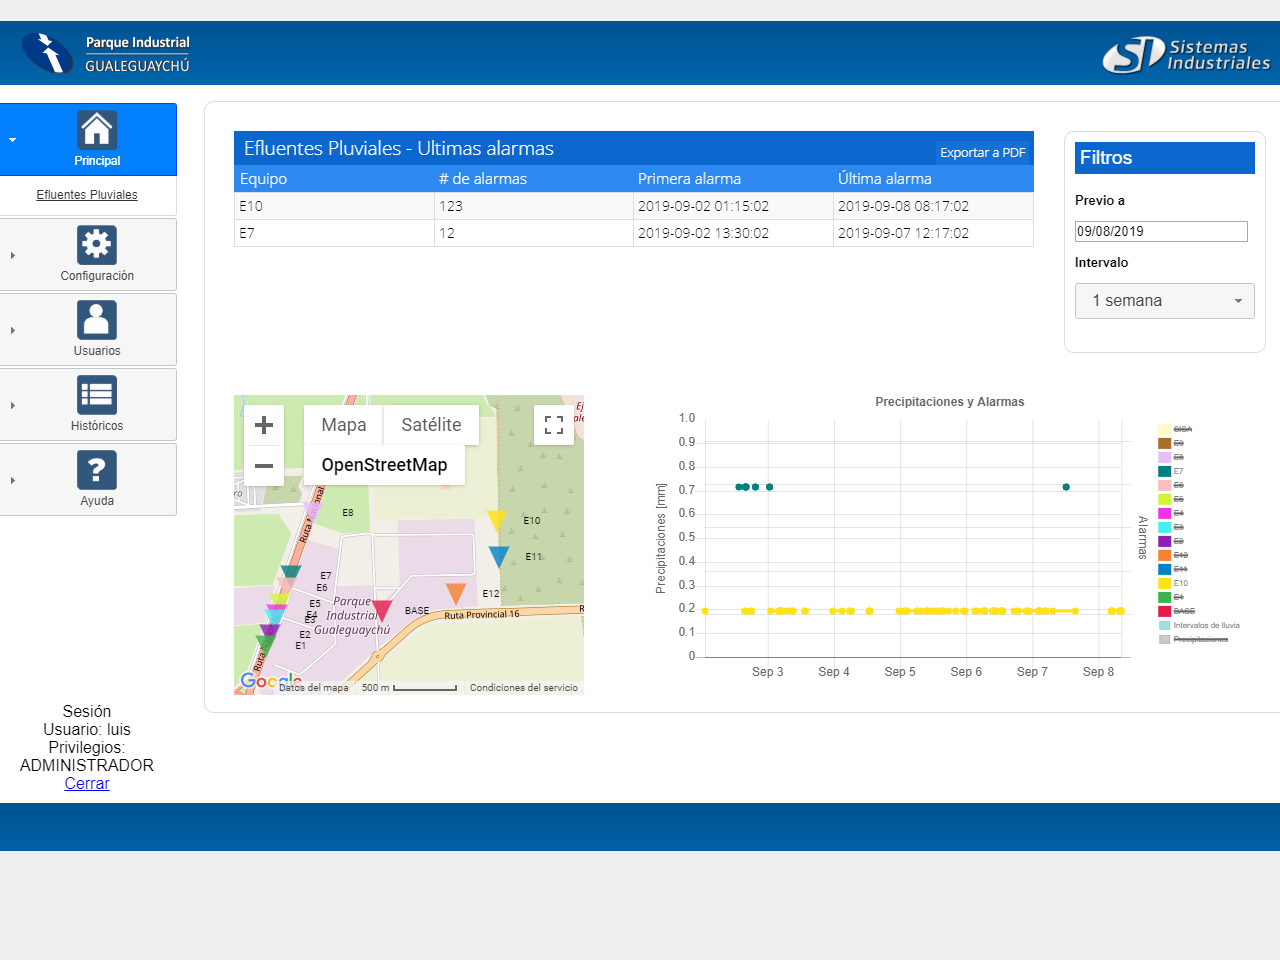 Parque Industrial
GUALEGUAYCHÚ
SD Sistemas
Industriales
Principal
Efluentes Pluviales
Configuración
Usuarios
Históricos
Ayuda
Sesión
Usuario: luis
Privilegios:
ADMINISTRADOR
Cerrar
Efluentes Pluviales - Ultimas alarmas
Exportar a PDF
Equipo # de alarmas Primera alarma Última alarma
E10 123 2019-09-02 01:15:02 2019-09-08 08:17:02
E7 12 2019-09-02 13:30:02 2019-09-07 12:17:02
Filtros
Previo a
09/08/2019
Intervalo
1 semana
Mapa Satélite
OpenStreetMap
E8
E10
E11
E7
E6
E12
E5
E4
E3
BASE
E2
E1
Ruta Nacional
Parque
Industrial
Gualeguaychú
Ruta Provincial 16
Google
Datos del mapa 500 m Condiciones del servicio
Precipitaciones y Alarmas
Precipitaciones [mm]
1.0
0.9
0.8
0.7
0.6
0.5
0.4
0.3
0.2
0.1
0
Sep 3 Sep 4 Sep 5 Sep 6 Sep 7 Sep 8
Alarmas
SISA
E9
E8
E7
E6
E5
E4
E3
E2
E12
E11
E10
E1
BASE
Intervalos de lluvia
Precipitaciones